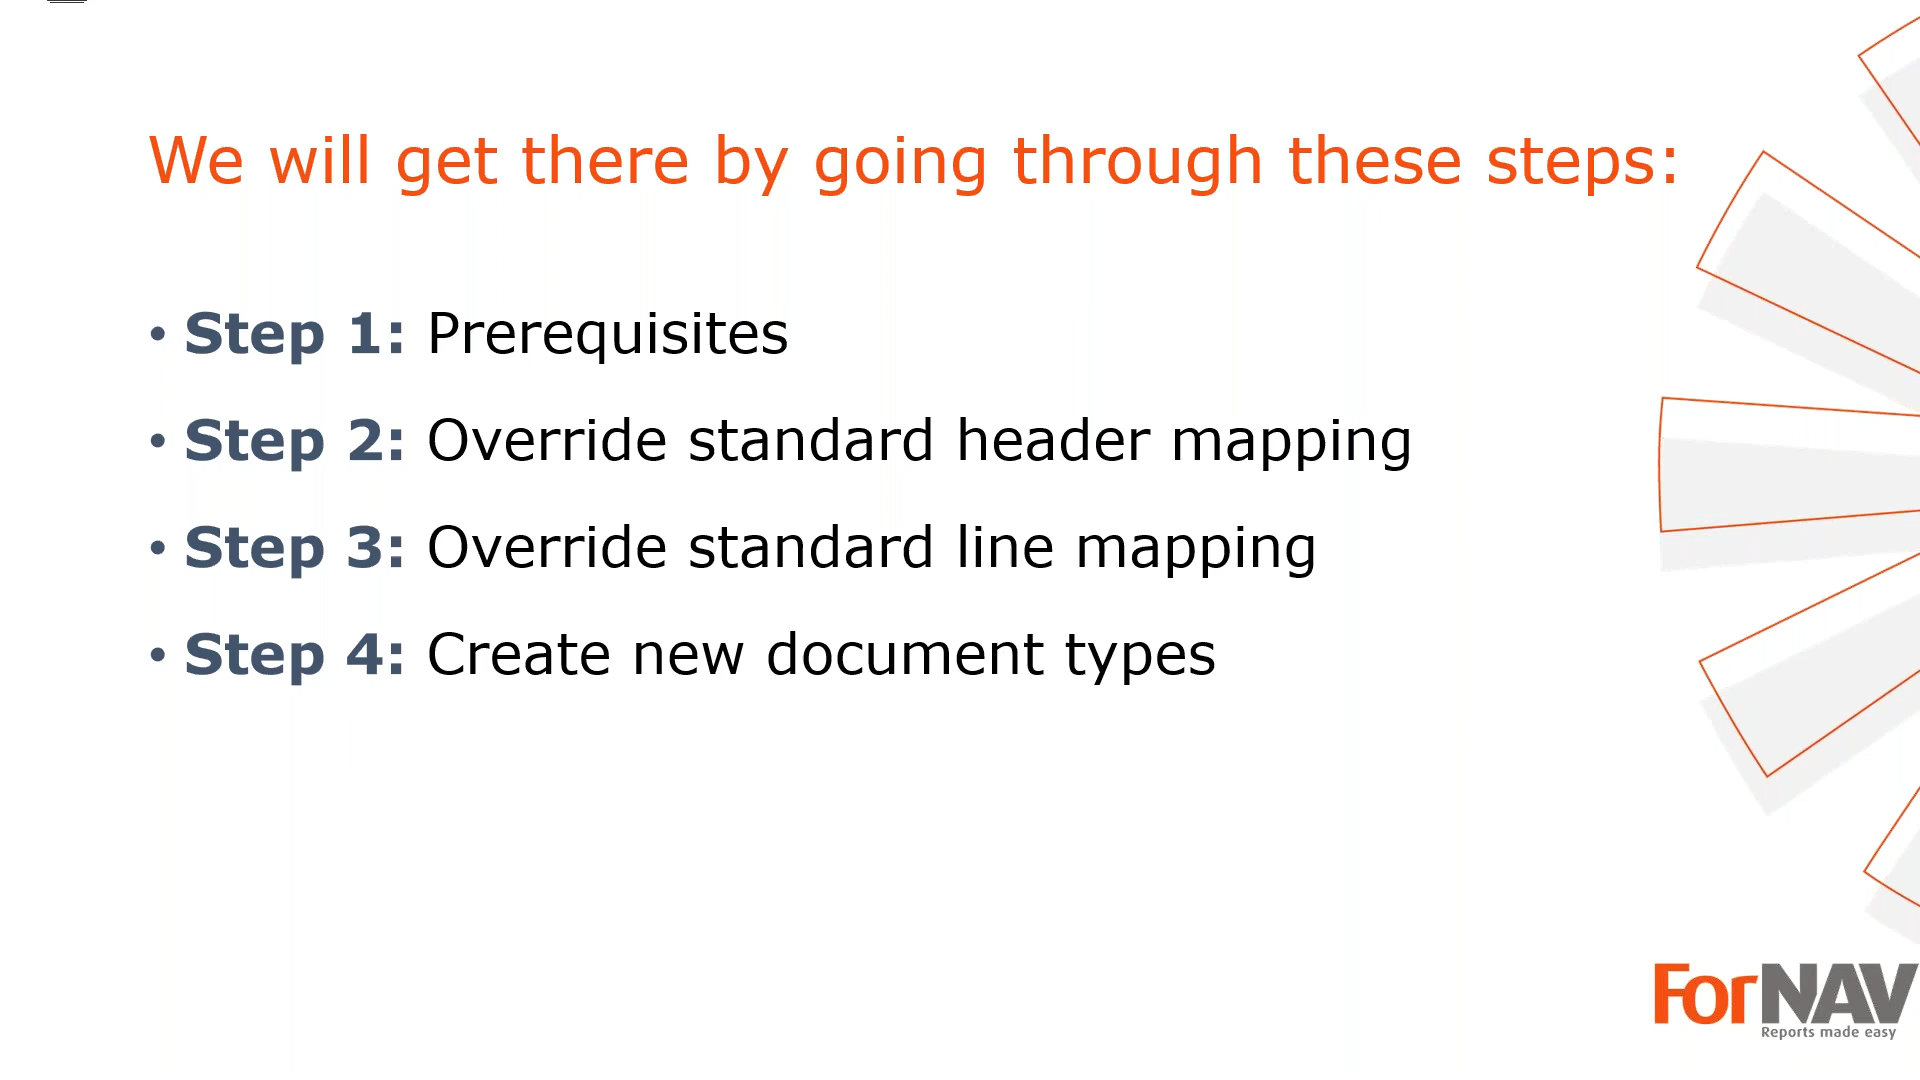 We will get there by going through these steps:
• Step 1: Prerequisites
• Step 2: Override standard header mapping
• Step 3: Override standard line mapping
• Step 4: Create new document types
ForNAV
Reports made easy